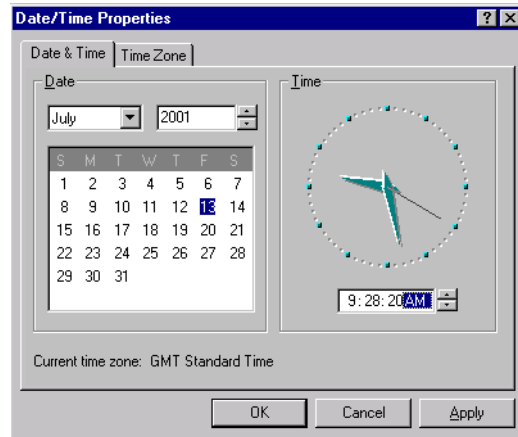 Date/Time Properties
Date & Time Time Zone
Date
July 2001
S M T W T F S
1 2 3 4 5 6 7
8 9 10 11 12 13 14
15 16 17 18 19 20 21
22 23 24 25 26 27 28
29 30 31
Time
9:28:20 AM
Current time zone: GMT Standard Time
OK Cancel Apply